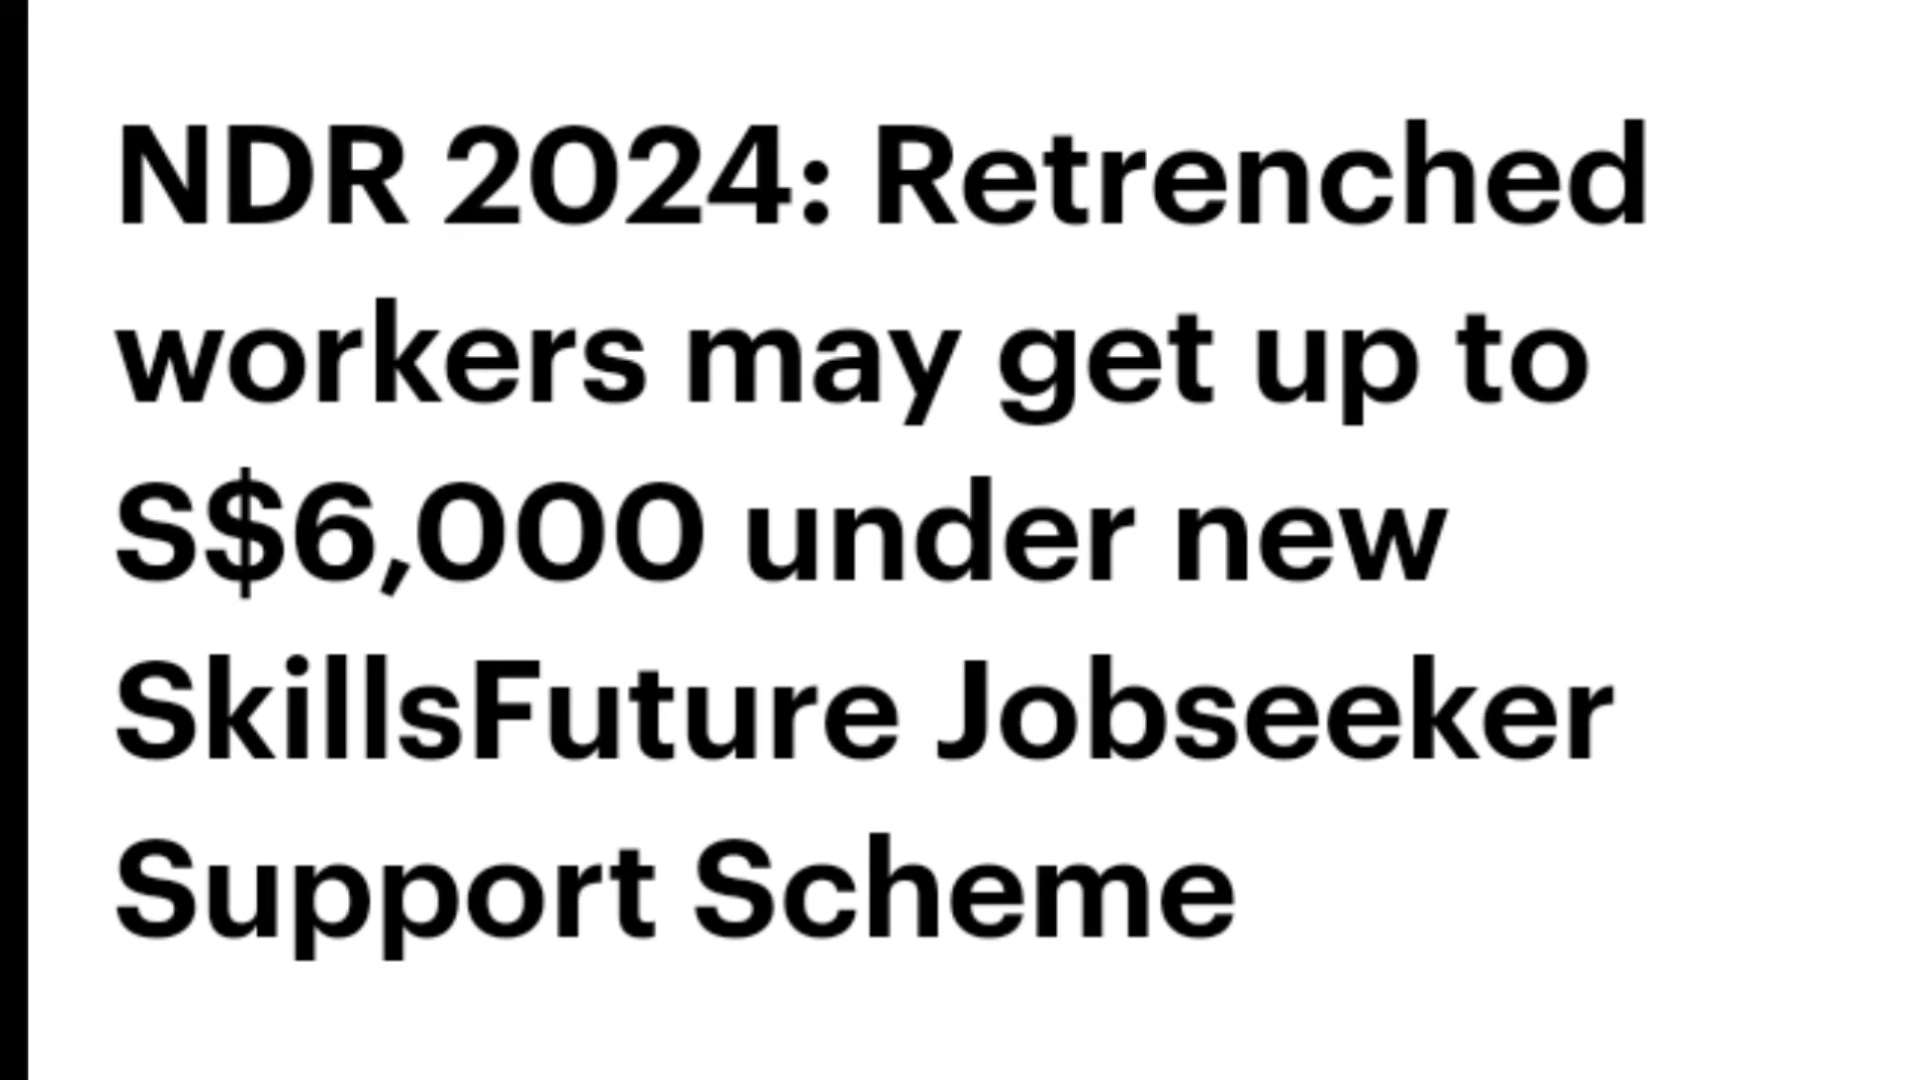 NDR 2024: Retrenched
workers may get up to
S$6,000 under new
SkillsFuture Jobseeker
Support Scheme